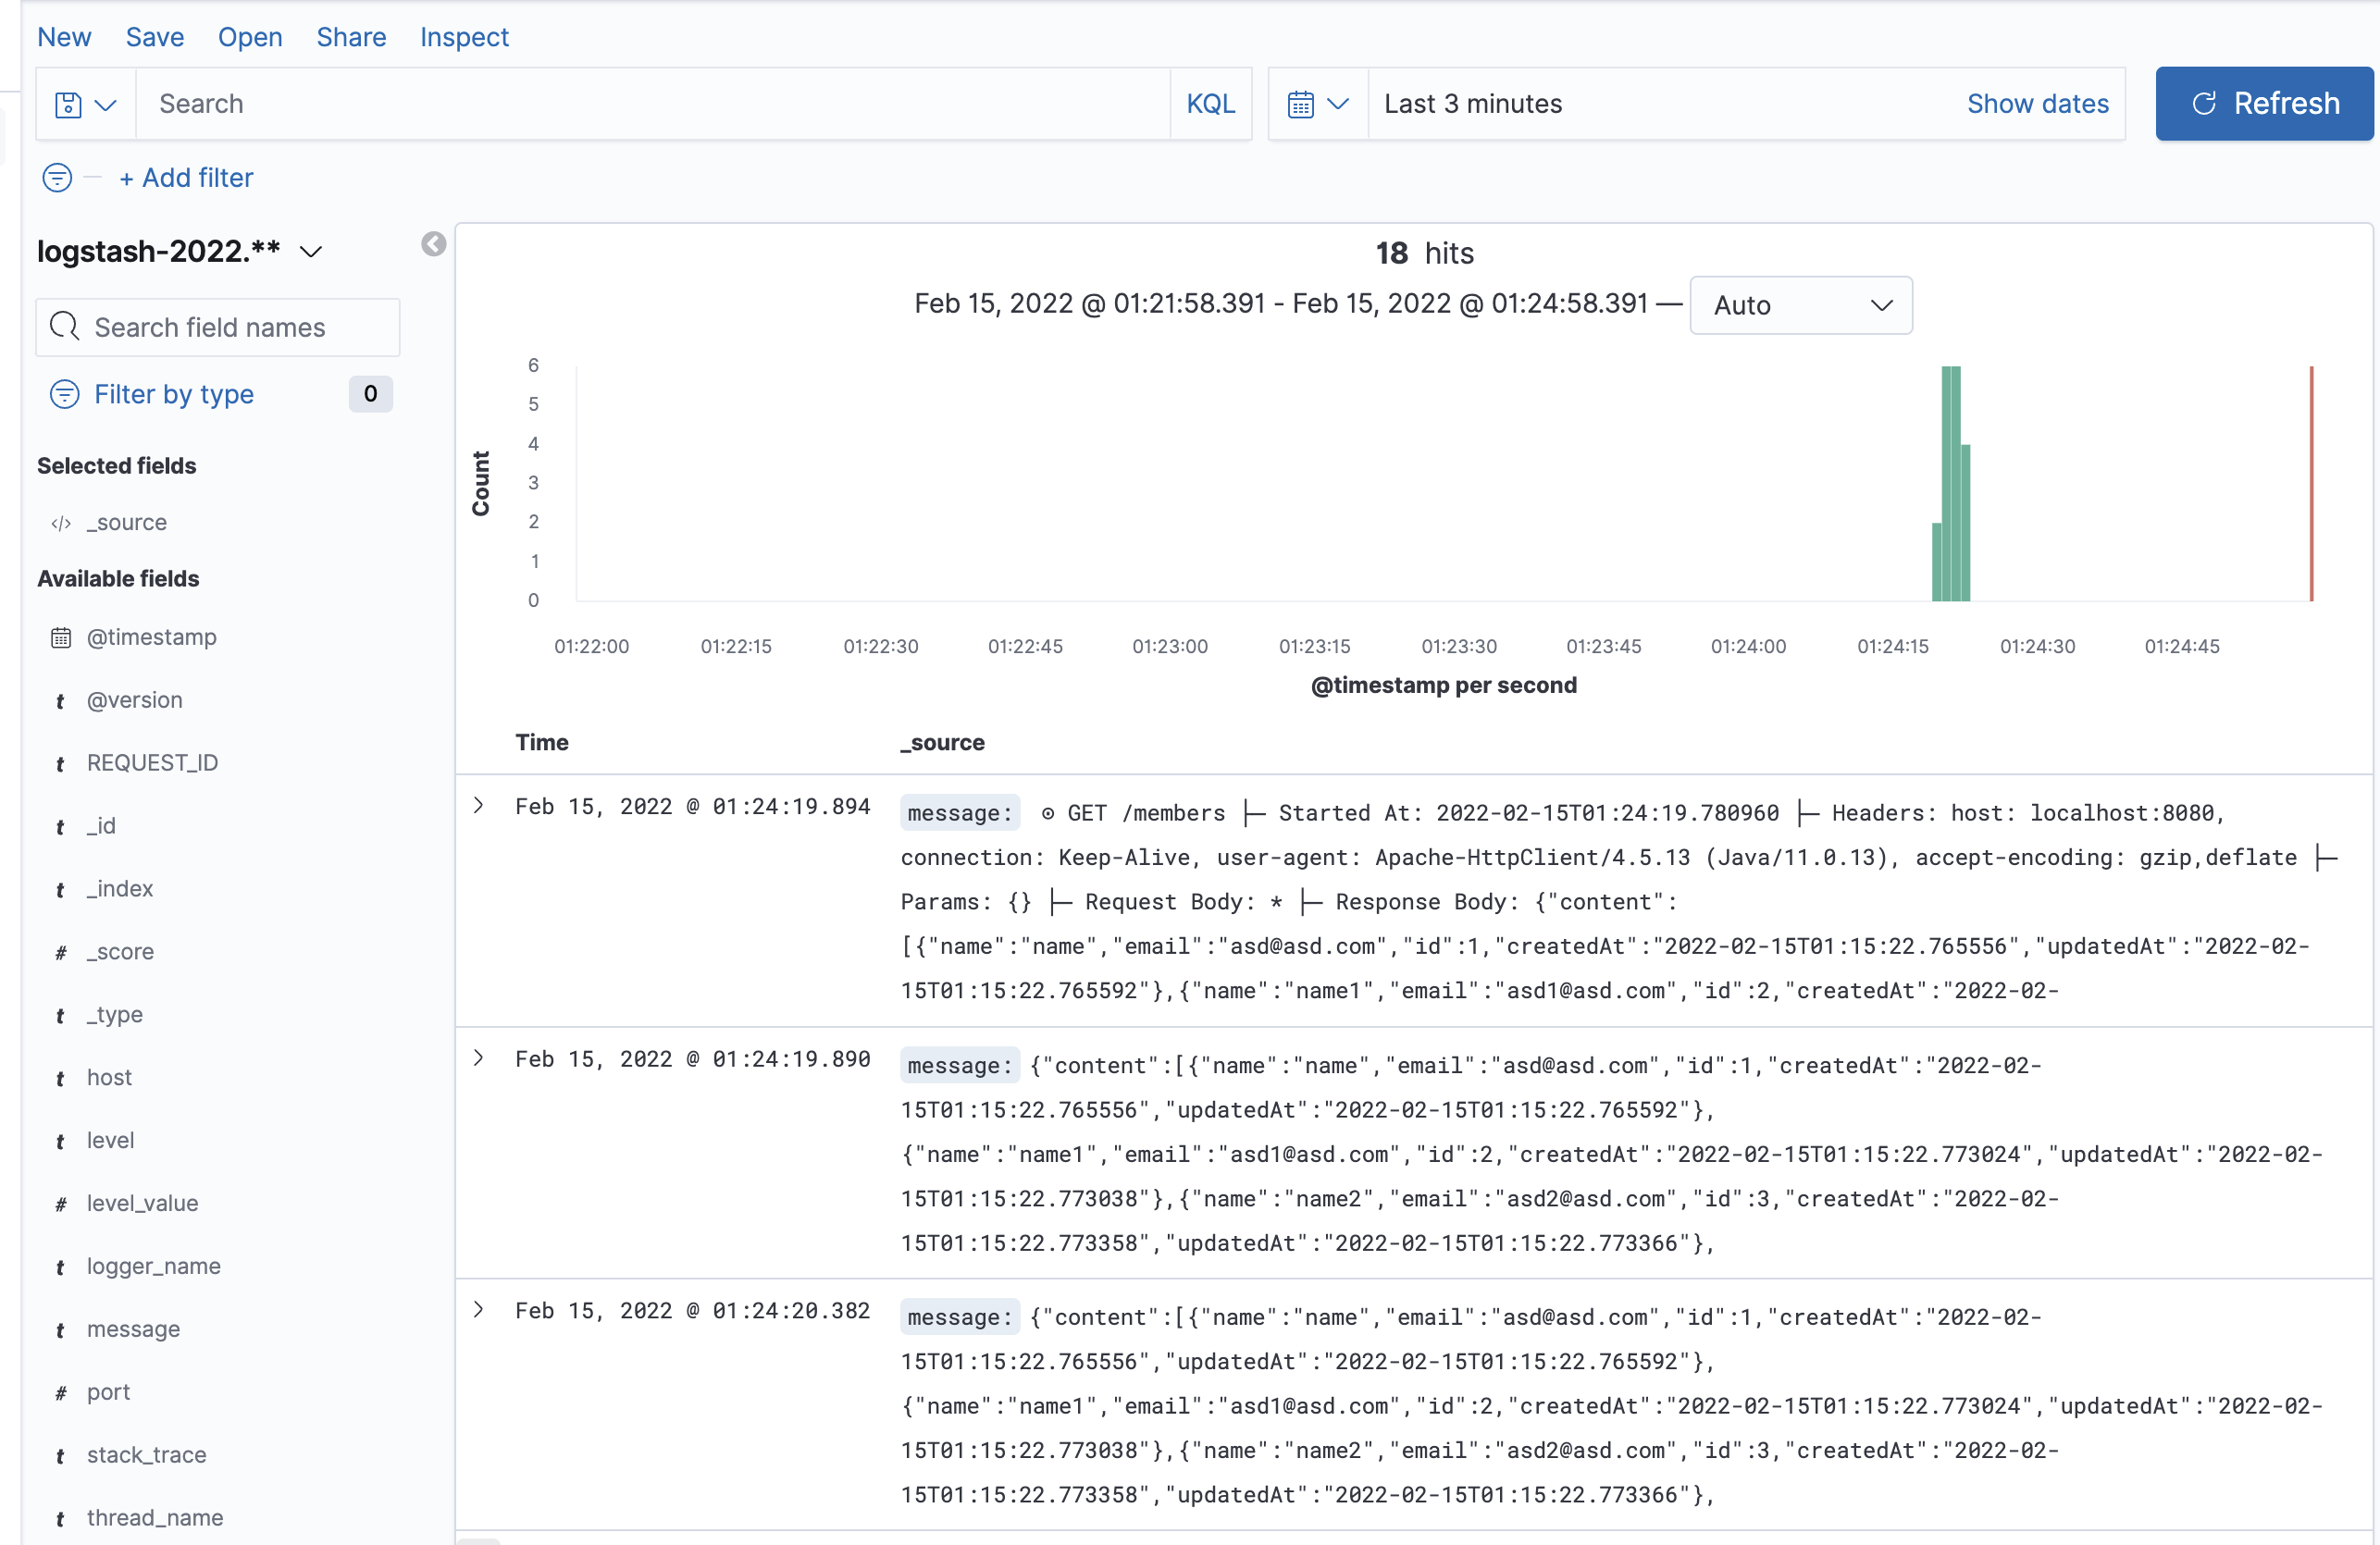 New Save Open Share Inspect
Search KQL Last 3 minutes Show dates Refresh
+ Add filter
logstash-2022.**
Search field names
Filter by type 0
Selected fields
_source
Available fields
@timestamp
t @version
t REQUEST_ID
t _id
t _index
# _score
t _type
t host
t level
# level_value
t logger_name
t message
# port
t stack_trace
t thread_name
18 hits
Feb 15, 2022 @ 01:21:58.391 - Feb 15, 2022 @ 01:24:58.391 — Auto
Count
6
5
4
3
2
1
0
01:22:00 01:22:15 01:22:30 01:22:45 01:23:00 01:23:15 01:23:30 01:23:45 01:24:00 01:24:15 01:24:30 01:24:45
@timestamp per second
Time _source
Feb 15, 2022 @ 01:24:19.894 message: ⊙ GET /members ├─ Started At: 2022-02-15T01:24:19.780960 ├─ Headers: host: localhost:8080,
connection: Keep-Alive, user-agent: Apache-HttpClient/4.5.13 (Java/11.0.13), accept-encoding: gzip,deflate ├─
Params: {} ├─ Request Body: * ├─ Response Body: {"content":
[{"name":"name","email":"asd@asd.com","id":1,"createdAt":"2022-02-15T01:15:22.765556","updatedAt":"2022-02-
15T01:15:22.765592"},{"name":"name1","email":"asd1@asd.com","id":2,"createdAt":"2022-02-
Feb 15, 2022 @ 01:24:19.890 message: {"content":[{"name":"name","email":"asd@asd.com","id":1,"createdAt":"2022-02-
15T01:15:22.765556","updatedAt":"2022-02-15T01:15:22.765592"},
{"name":"name1","email":"asd1@asd.com","id":2,"createdAt":"2022-02-15T01:15:22.773024","updatedAt":"2022-02-
15T01:15:22.773038"},{"name":"name2","email":"asd2@asd.com","id":3,"createdAt":"2022-02-
15T01:15:22.773358","updatedAt":"2022-02-15T01:15:22.773366"},
Feb 15, 2022 @ 01:24:20.382 message: {"content":[{"name":"name","email":"asd@asd.com","id":1,"createdAt":"2022-02-
15T01:15:22.765556","updatedAt":"2022-02-15T01:15:22.765592"},
{"name":"name1","email":"asd1@asd.com","id":2,"createdAt":"2022-02-15T01:15:22.773024","updatedAt":"2022-02-
15T01:15:22.773038"},{"name":"name2","email":"asd2@asd.com","id":3,"createdAt":"2022-02-
15T01:15:22.773358","updatedAt":"2022-02-15T01:15:22.773366"},